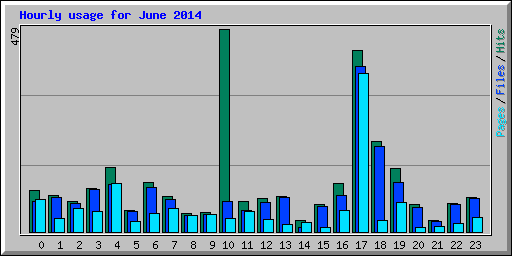 Hourly usage for June 2014
479
Pages/Files/Hits
0 1 2 3 4 5 6 7 8 9 10 11 12 13 14 15 16 17 18 19 20 21 22 23